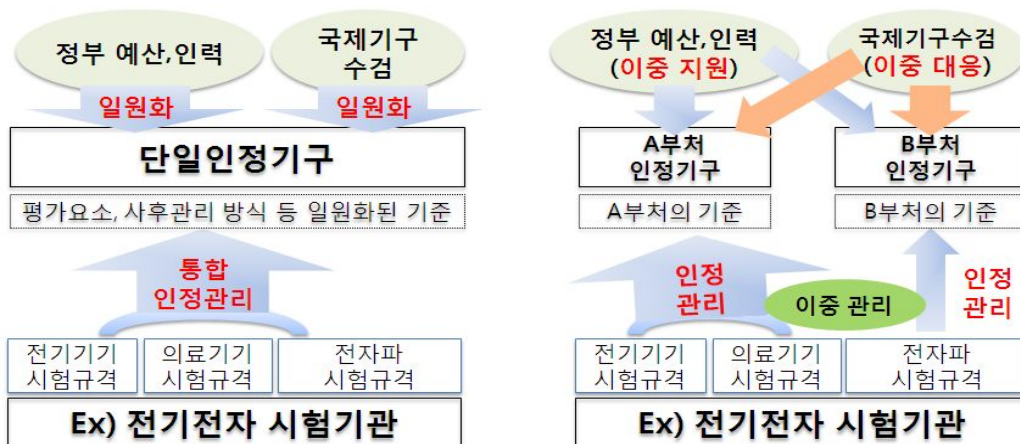 정부 예산,인력
국제기구
수검
일원화
일원화
단일인정기구
평가요소, 사후관리 방식 등 일원화된 기준
통합
인정관리
전기기기
시험규격
의료기기
시험규격
전자파
시험규격
Ex) 전기전자 시험기관
정부 예산,인력
(이중 지원)
국제기구수검
(이중 대응)
A부처
인정기구
B부처
인정기구
A부처의 기준
B부처의 기준
인정
관리
이중 관리
인정
관리
전기기기
시험규격
의료기기
시험규격
전자파
시험규격
Ex) 전기전자 시험기관